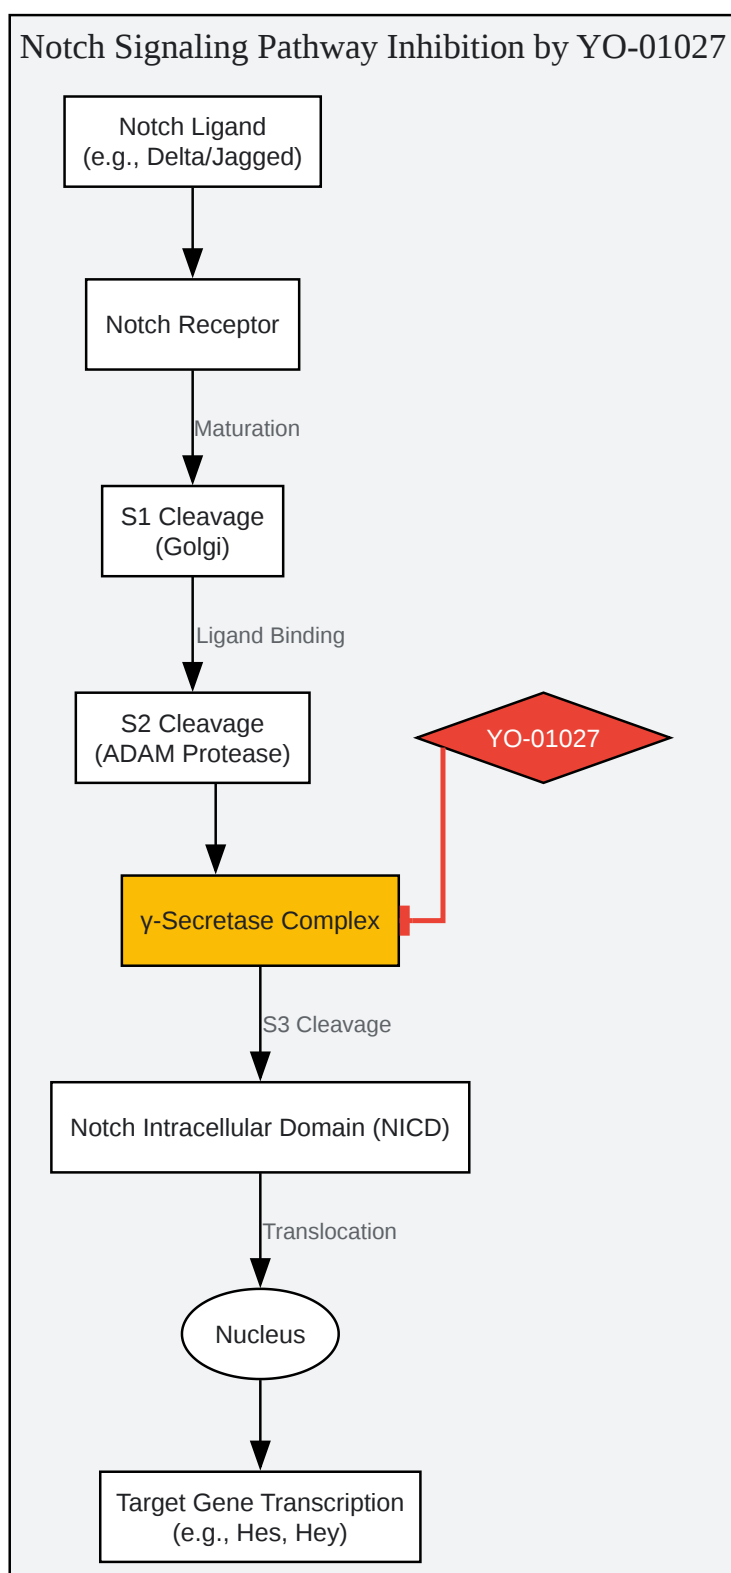 Notch Signaling Pathway Inhibition by YO-01027
Notch Ligand
(e.g., Delta/Jagged)
Notch Receptor
Maturation
S1 Cleavage
(Golgi)
Ligand Binding
S2 Cleavage
(ADAM Protease)
YO-01027
γ-Secretase Complex
S3 Cleavage
Notch Intracellular Domain (NICD)
Translocation
Nucleus
Target Gene Transcription
(e.g., Hes, Hey)